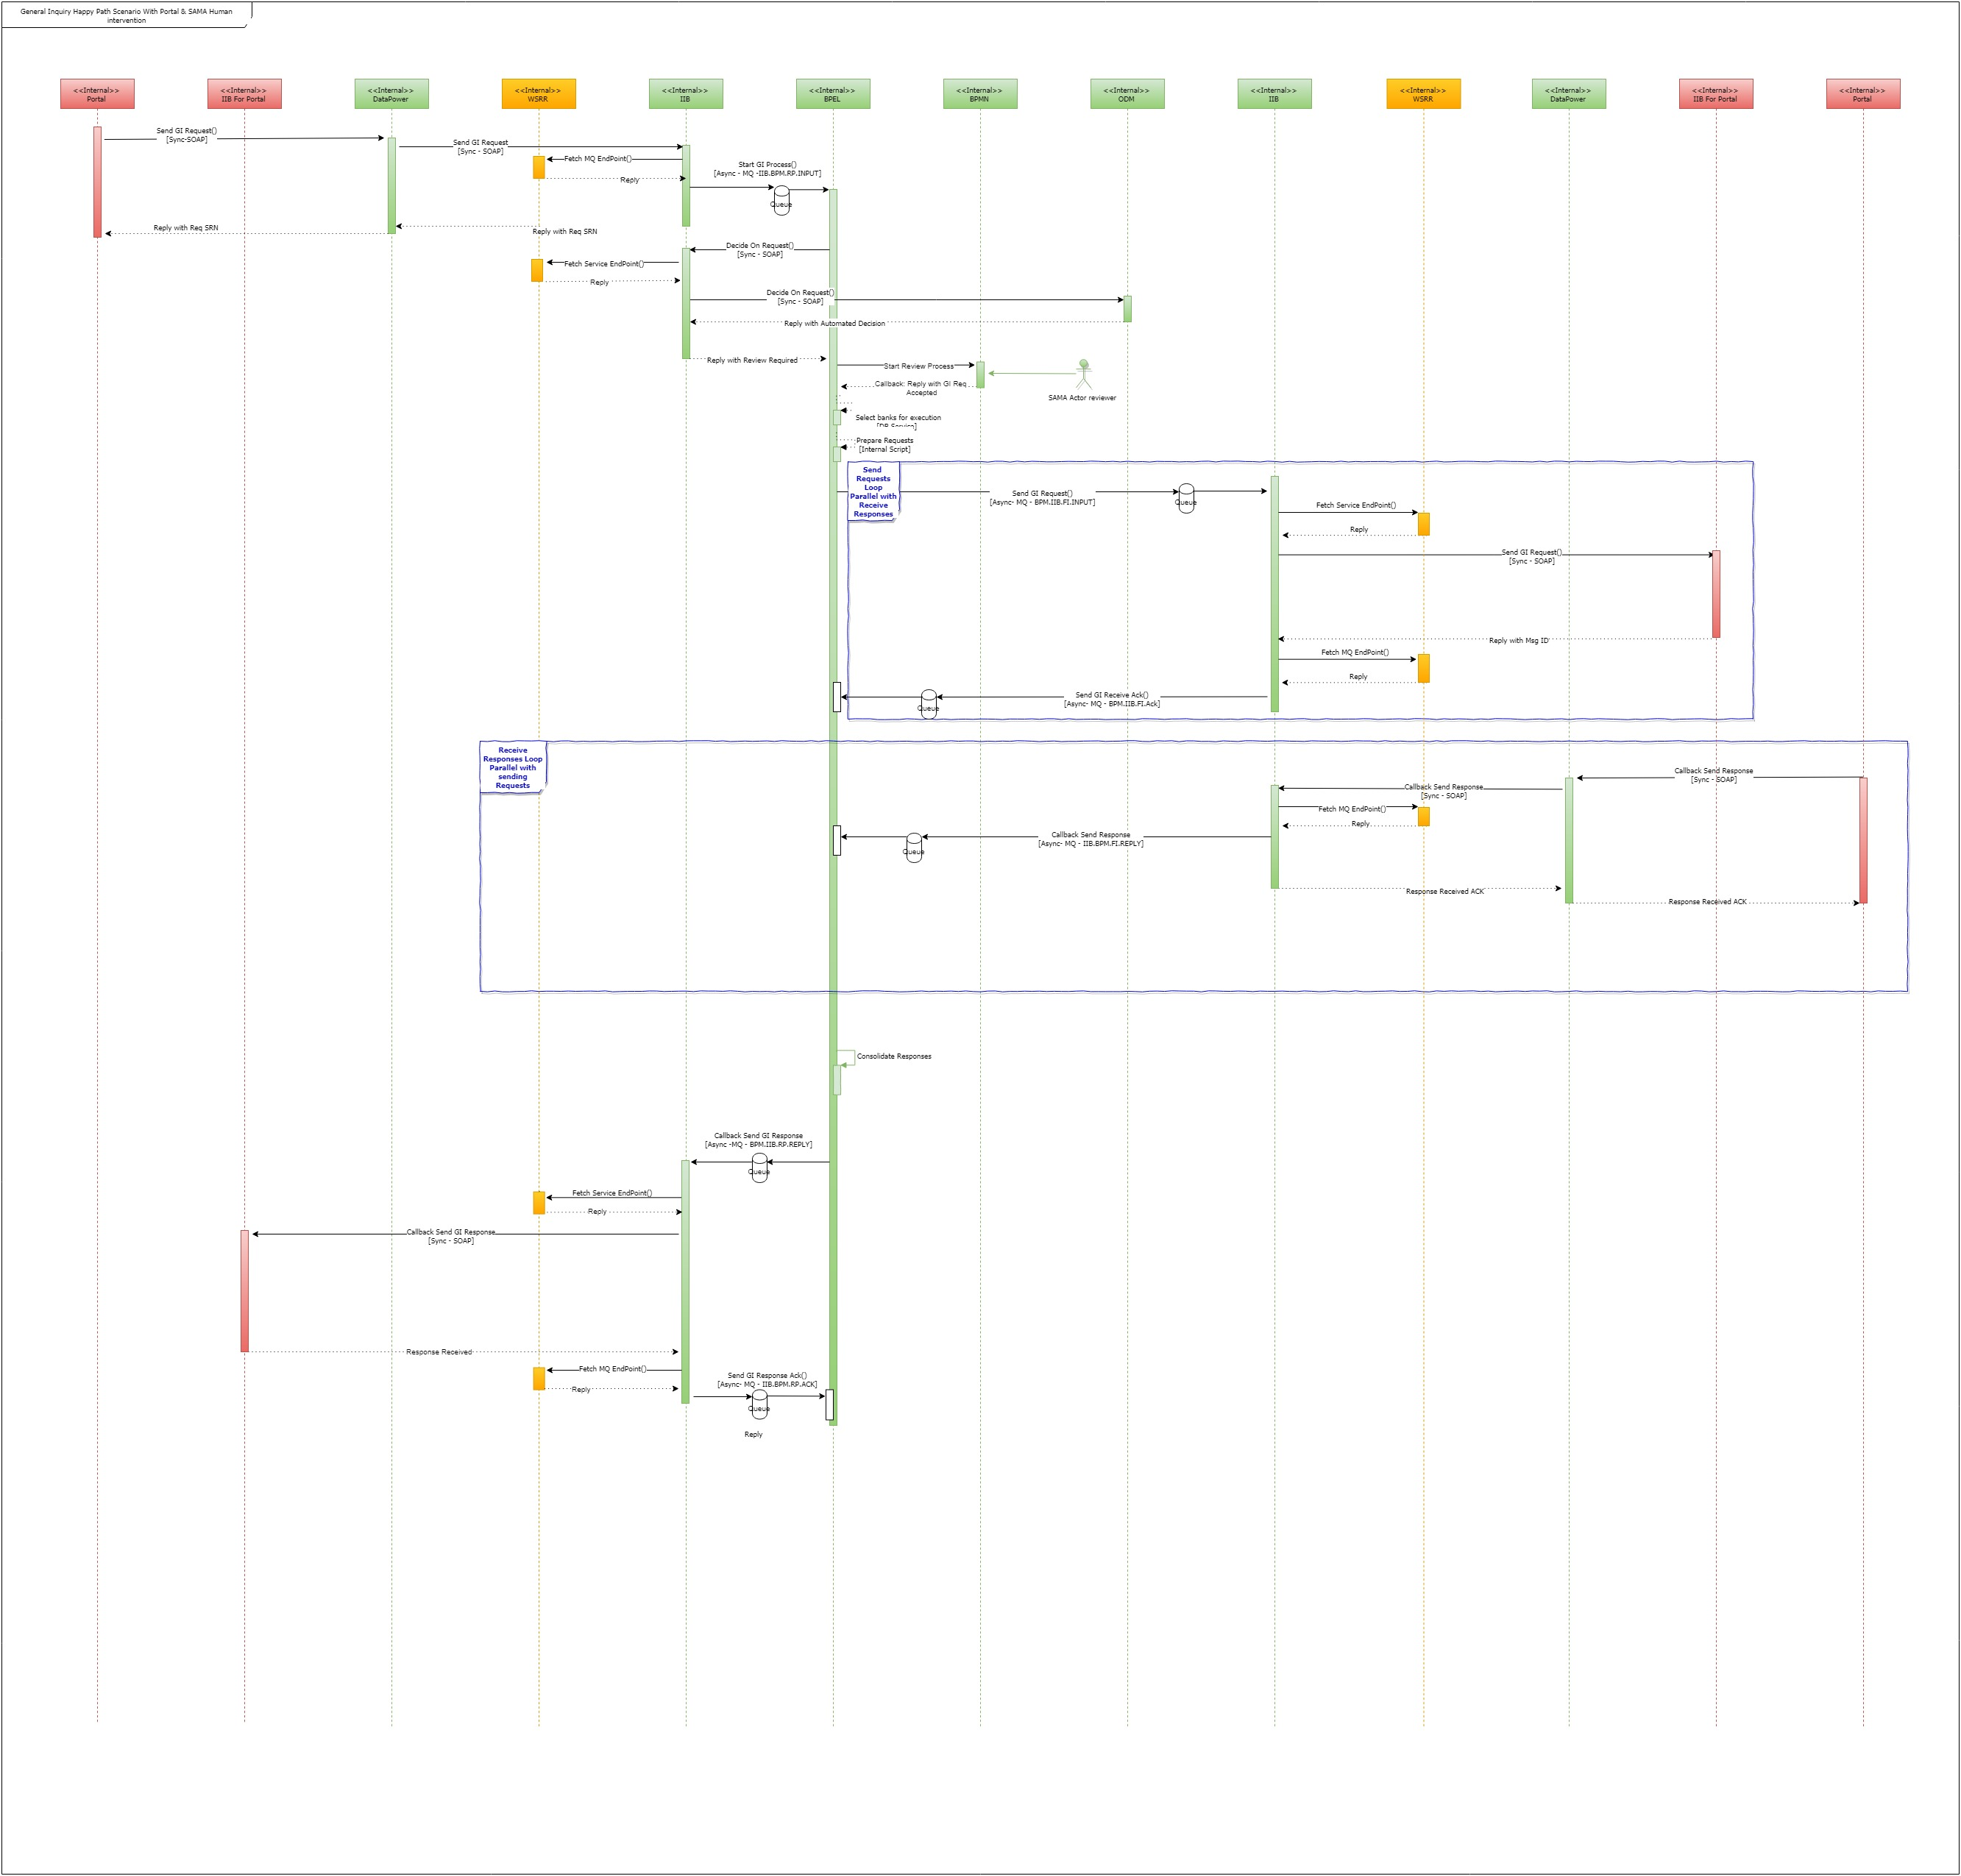 General Inquiry Happy Path Scenario With Portal & SAMA Human
intervention
<<Internal>>
Portal
<<Internal>>
IIB For Portal
<<Internal>>
DataPower
<<Internal>>
WSRR
<<Internal>>
IIB
<<Internal>>
BPEL
<<Internal>>
BPMN
<<Internal>>
ODM
<<Internal>>
IIB
<<Internal>>
WSRR
<<Internal>>
DataPower
<<Internal>>
IIB For Portal
<<Internal>>
Portal
Send GI Request()
[Sync-SOAP]
Send GI Request
[Sync - SOAP]
Fetch MQ EndPoint()
Reply
Start GI Process()
[Async - MQ -IIB.BPM.RP.INPUT]
Queue
Reply with Req SRN
Reply with Req SRN
Decide On Request()
[Sync - SOAP]
Fetch Service EndPoint()
Reply
Decide On Request()
[Sync - SOAP]
Reply with Automated Decision
Reply with Review Required
Start Review Process
Callback: Reply with GI Req
Accepted
SAMA Actor reviewer
Select banks for execution
[DB Service]
Prepare Requests
[Internal Script]
Send
Requests
Loop
Parallel with
Receive
Responses
Send GI Request()
[Async- MQ - BPM.IIB.FI.INPUT]
Queue
Fetch Service EndPoint()
Reply
Send GI Request()
[Sync - SOAP]
Reply with Msg ID
Fetch MQ EndPoint()
Reply
Send GI Receive Ack()
[Async- MQ - BPM.IIB.FI.Ack]
Queue
Receive
Responses Loop
Parallel with
sending
Requests
Callback Send Response
[Sync - SOAP]
Callback Send Response
[Sync - SOAP]
Fetch MQ EndPoint()
Reply
Callback Send Response
[Async- MQ - IIB.BPM.FI.REPLY]
Queue
Response Received ACK
Response Received ACK
Consolidate Responses
Callback Send GI Response
[Async -MQ - BPM.IIB.RP.REPLY]
Queue
Fetch Service EndPoint()
Reply
Callback Send GI Response
[Sync - SOAP]
Response Received
Fetch MQ EndPoint()
Reply
Send GI Response Ack()
[Async- MQ - IIB.BPM.RP.ACK]
Queue
Reply